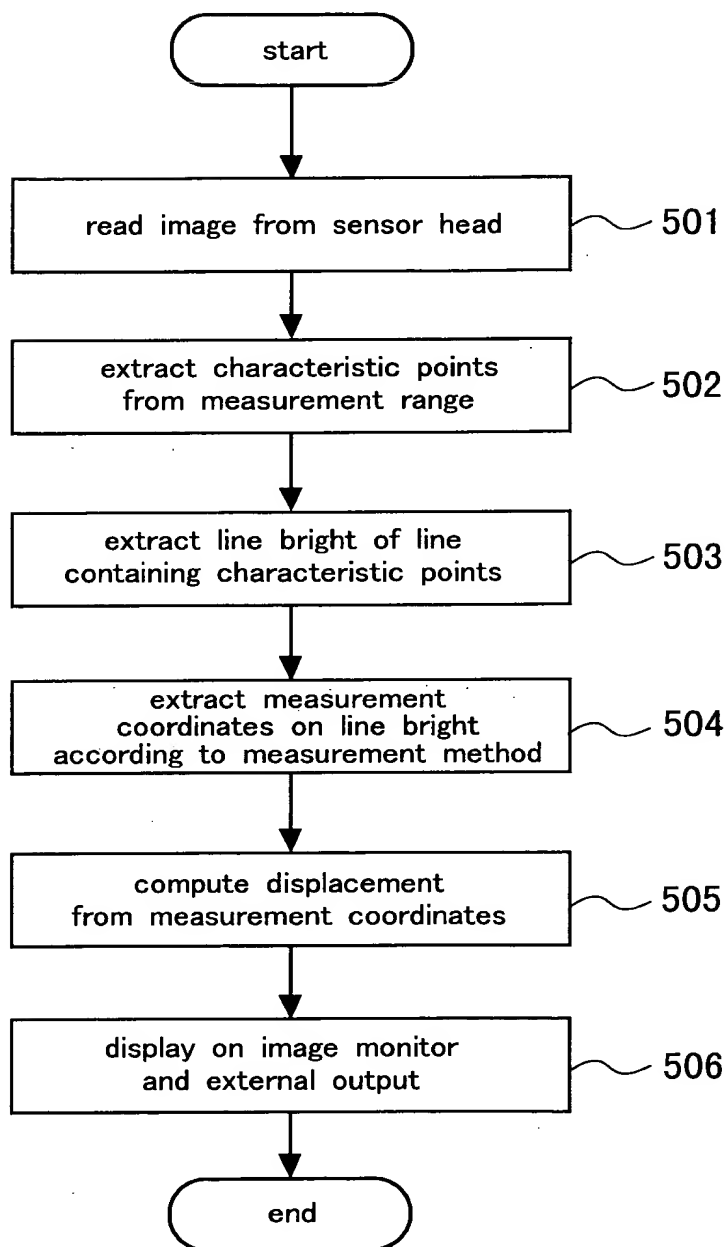 start
read image from sensor head
501
extract characteristic points
from measurement range
502
extract line bright of line
containing characteristic points
503
extract measurement
coordinates on line bright
according to measurement method
504
compute displacement
from measurement coordinates
505
display on image monitor
and external output
506
end